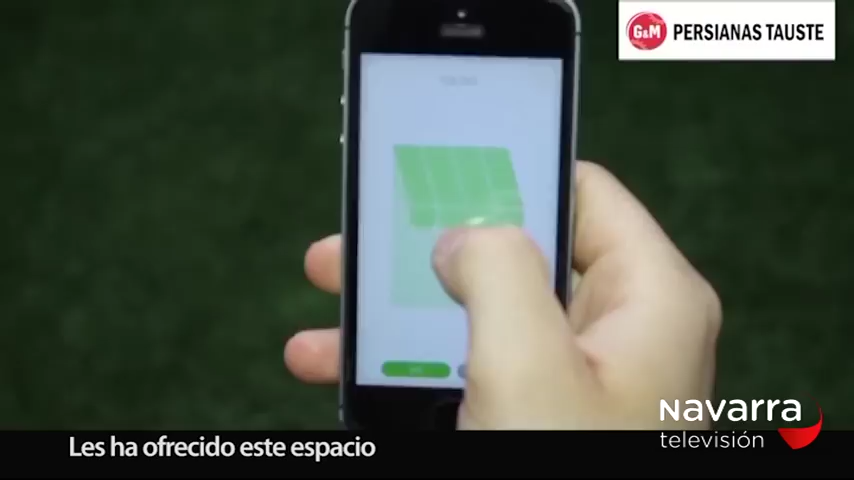 G&M PERSIANAS TAUSTE
Navarra
televisión
Les ha ofrecido este espacio